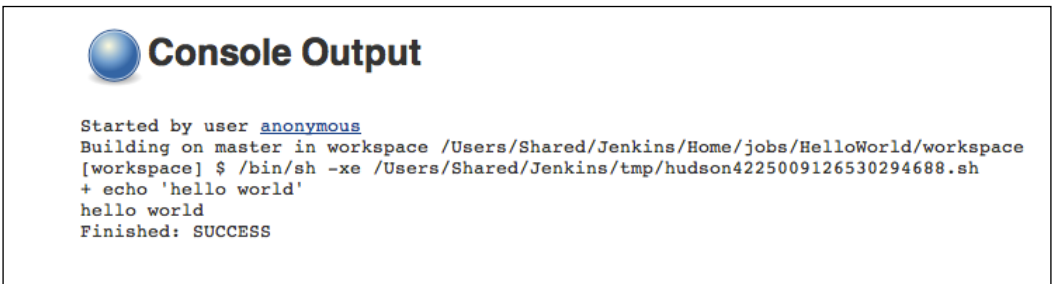 Console Output
Started by user anonymous
Building on master in workspace /Users/Shared/Jenkins/Home/jobs/HelloWorld/workspace
[workspace] $ /bin/sh -xe /Users/Shared/Jenkins/tmp/hudson4225009126530294688.sh
+ echo 'hello world'
hello world
Finished: SUCCESS